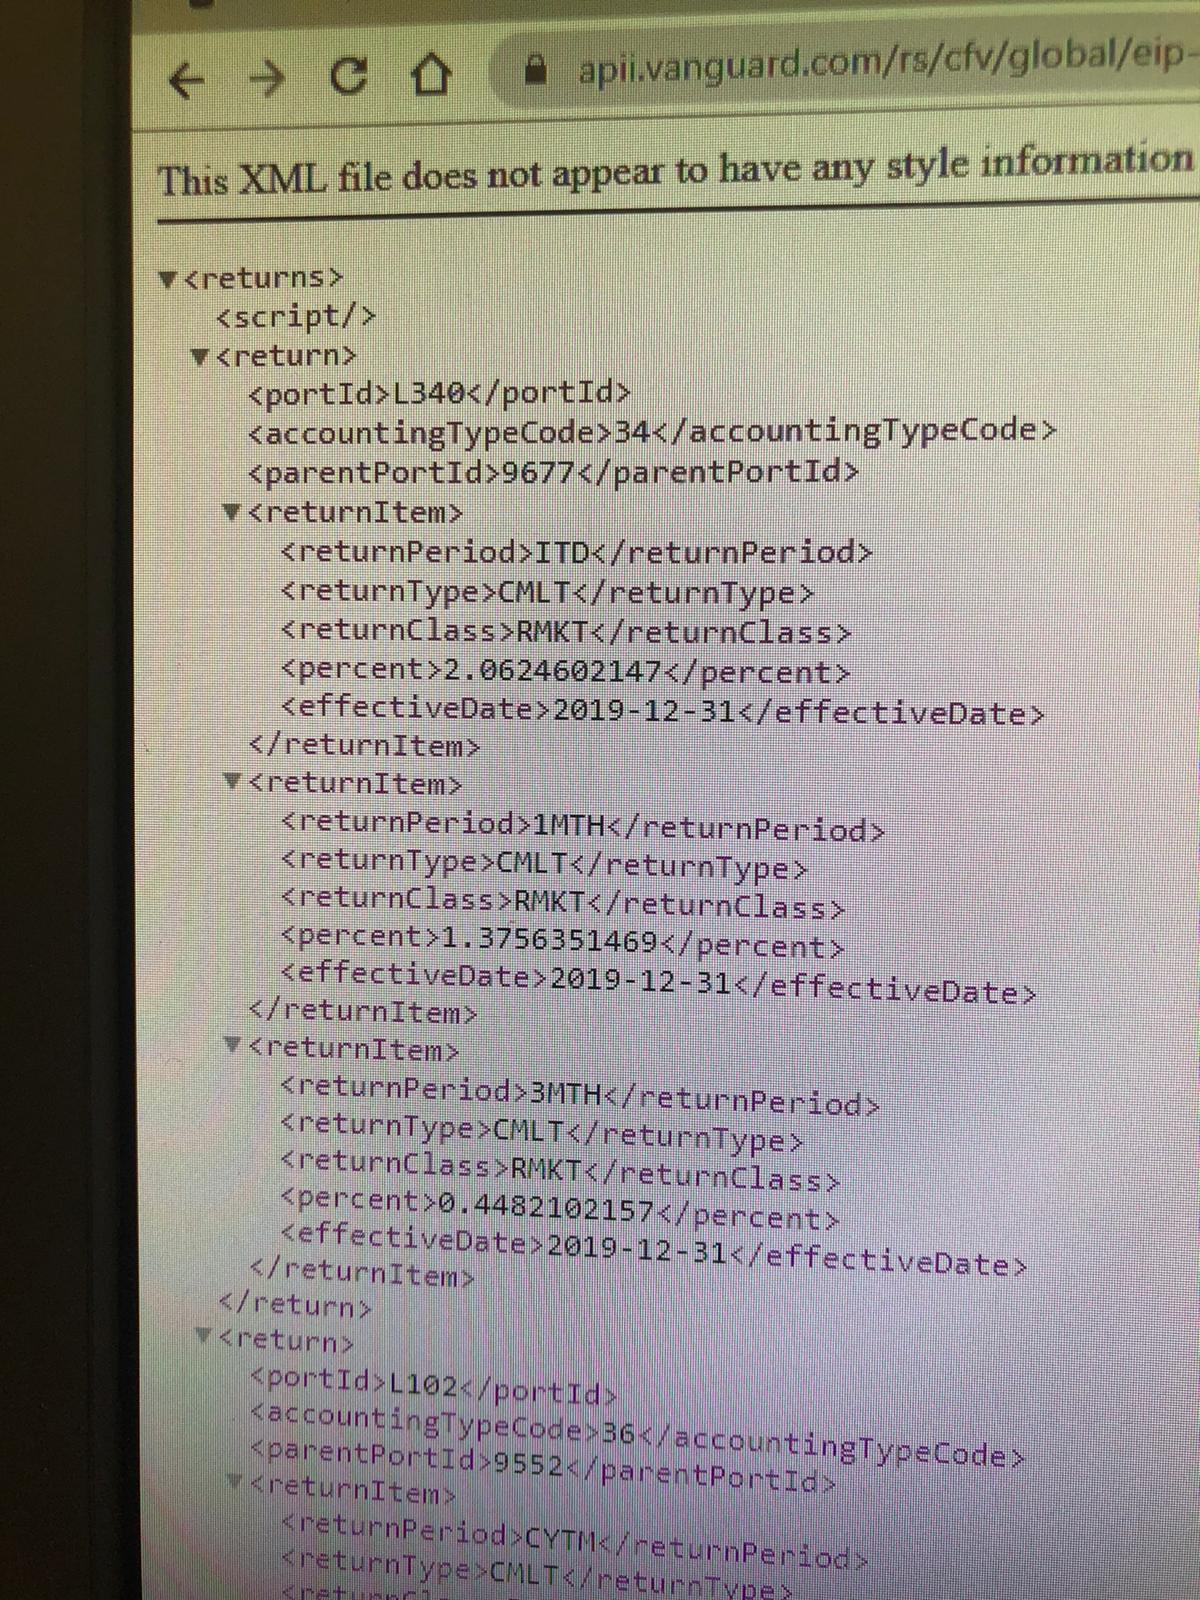 apii.vanguard.com/rs/cfv/global/eip-
This XML file does not appear to have any style information
▼<returns>
<script/>
▼<return>
<portId>L340</portId>
<accountingTypeCode>34</accountingTypeCode>
<parentPortId>9677</parentPortId>
▼<returnItem>
<returnPeriod>ITD</returnPeriod>
<returnType>CMLT</returnType>
<returnClass>RMKT</returnClass>
<percent>2.0624602147</percent>
<effectiveDate>2019-12-31</effectiveDate>
</returnItem>
▼<returnItem>
<returnPeriod>1MTH</returnPeriod>
<returnType>CMLT</returnType>
<returnClass>RMKT</returnClass>
<percent>1.3756351469</percent>
<effectiveDate>2019-12-31</effectiveDate>
</returnItem>
▼<returnItem>
<returnPeriod>3MTH</returnPeriod>
<returnType>CMLT</returnType>
<returnClass>RMKT</returnClass>
<percent>0.4482102157</percent>
<effectiveDate>2019-12-31</effectiveDate>
</returnItem>
</return>
▼<return>
<portId>L102</portId>
<accountingTypeCode>36</accountingTypeCode>
<parentPortId>9552</parentPortId>
▼<returnItem>
<returnPeriod>CYTM</returnPeriod>
<returnType>CMLT</returnType>